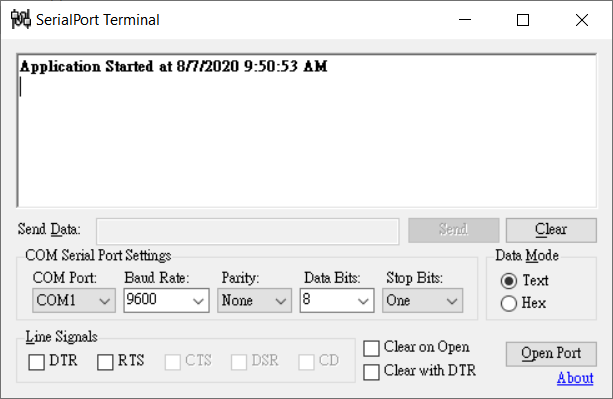 SerialPort Terminal
Application Started at 8/7/2020 9:50:53 AM
Send Data: Send Clear
COM Serial Port Settings Data Mode
COM Port: Baud Rate: Parity: Data Bits: Stop Bits: Text
COM1 9600 None 8 One Hex
Line Signals
DTR RTS CTS DSR CD
Clear on Open
Clear with DTR
Open Port
About